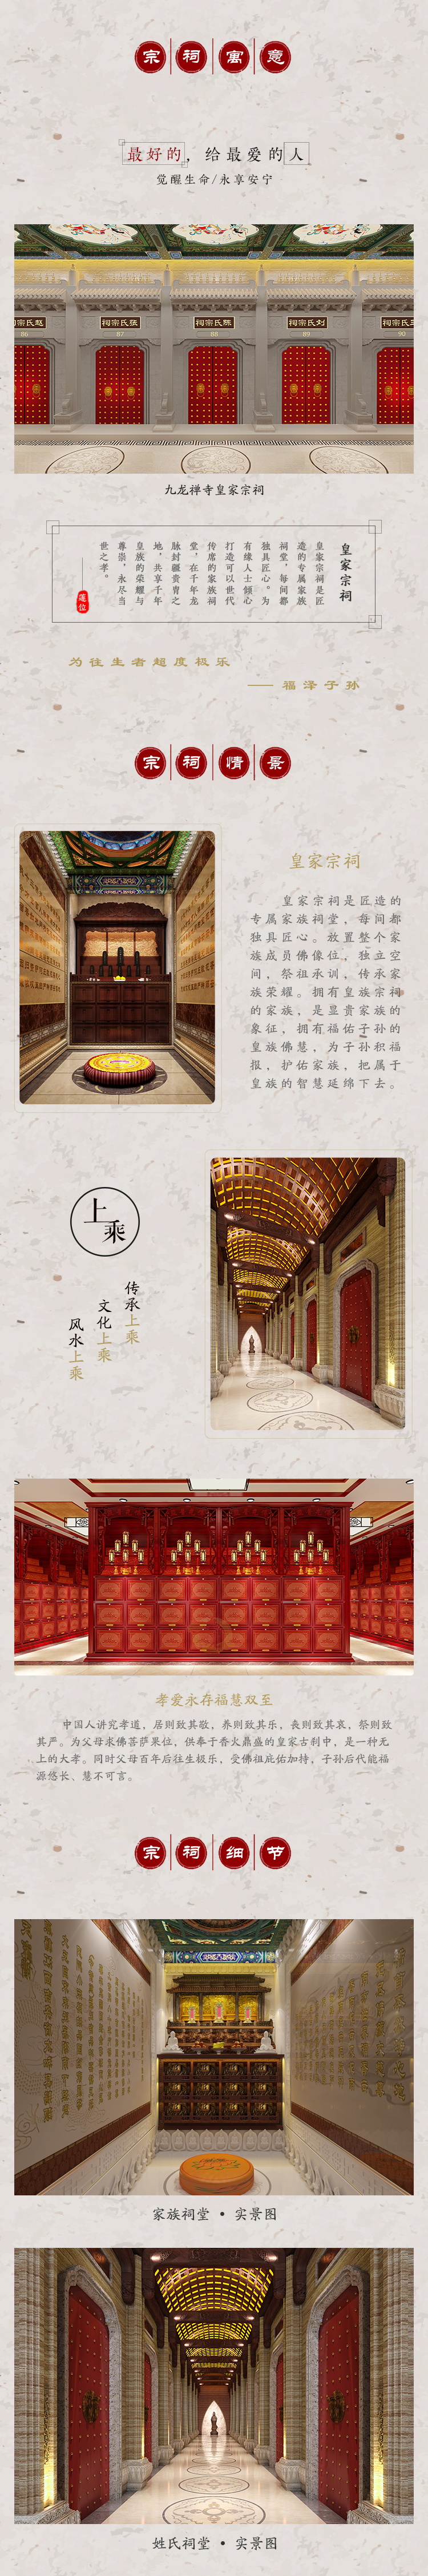 宗祠寓意
最好的，给最爱的人
觉醒生命/永享安宁
祠宗氏赵
祠宗氏张
祠宗氏陈
祠宗氏刘
86
87
88
89
90
九龙禅寺皇家宗祠
皇家宗祠
皇家宗祠是匠
造的专属家族
祠堂，每间都
独具匠心。为
有缘人士倾心
打造可以世代
传席的家族祠
堂，在千年龙
脉封疆贵胄之
地，共享千年
皇族的荣耀与
尊崇，永尽当
世之孝。
莲位
为往生者超度极乐
—— 福泽子孙
宗祠情景
皇家宗祠
皇家宗祠是匠造的
专属家族祠堂，每间都
独具匠心。放置整个家
族成员佛像位，独立空
间，祭祖承训，传承家
族荣耀。拥有皇族宗祠
的家族，是显贵家族的
象征，拥有福佑子孙的
皇族佛慧，为子孙积福
报，护佑家族，把属于
皇族的智慧延绵下去。
上乘
传承上乘
文化上乘
风水上乘
孝爱永存福慧双至
中国人讲究孝道，居则致其敬，养则致其乐，丧则致其哀，祭则致
其严。为父母求佛菩萨果位，供奉于香火鼎盛的皇家古刹中，是一种无
上的大孝。同时父母百年后往生极乐，受佛祖庇佑加持，子孙后代能福
源悠长、慧不可言。
宗祠细节
家族祠堂 • 实景图
姓氏祠堂 • 实景图